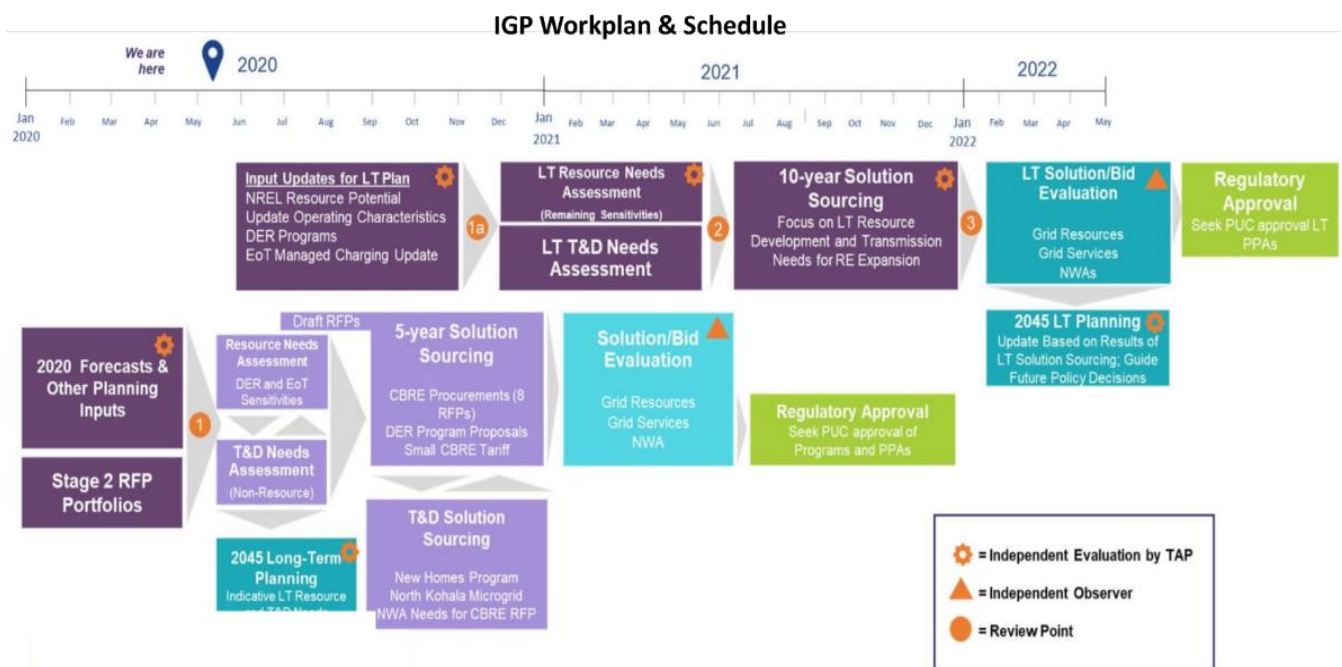 IGP Workplan & Schedule
We are
here
2020
2021
2022
Jan
2020
Feb
Mar
Apr
May
Jun
Jul
Aug
Sep
Oct
Nov
Dec
Jan
2021
Feb
Mar
Apr
May
Jun
Jul
Aug
Sep
Oct
Nov
Dec
Jan
2022
Feb
Mar
Apr
May
Input Updates for LT Plan
NREL Resource Potential
Update Operating Characteristics
DER Programs
EoT Managed Charging Update
1a
LT Resource Needs
Assessment
(Remaining Sensitivities)
LT T&D Needs
Assessment
2
10-year Solution
Sourcing
Focus on LT Resource
Development and Transmission
Needs for RE Expansion
3
LT Solution/Bid
Evaluation
Grid Resources
Grid Services
NWAs
Regulatory
Approval
Seek PUC approval LT
PPAs
2020 Forecasts &
Other Planning
Inputs
Stage 2 RFP
Portfolios
1
Resource Needs
Assessment
DER and EoT
Sensitivities
T&D Needs
Assessment
(Non-Resource)
2045 Long-Term
Planning
Indicative LT Resource
and T&D Needs
Draft RFPs
5-year Solution
Sourcing
CBRE Procurements (8
RFPs)
DER Program Proposals
Small CBRE Tariff
T&D Solution
Sourcing
New Homes Program
North Kohala Microgrid
NWA Needs for CBRE RFP
Solution/Bid
Evaluation
Grid Resources
Grid Services
NWA
Regulatory Approval
Seek PUC approval of
Programs and PPAs
2045 LT Planning
Update Based on Results of
LT Solution Sourcing; Guide
Future Policy Decisions
= Independent Evaluation by TAP
= Independent Observer
= Review Point